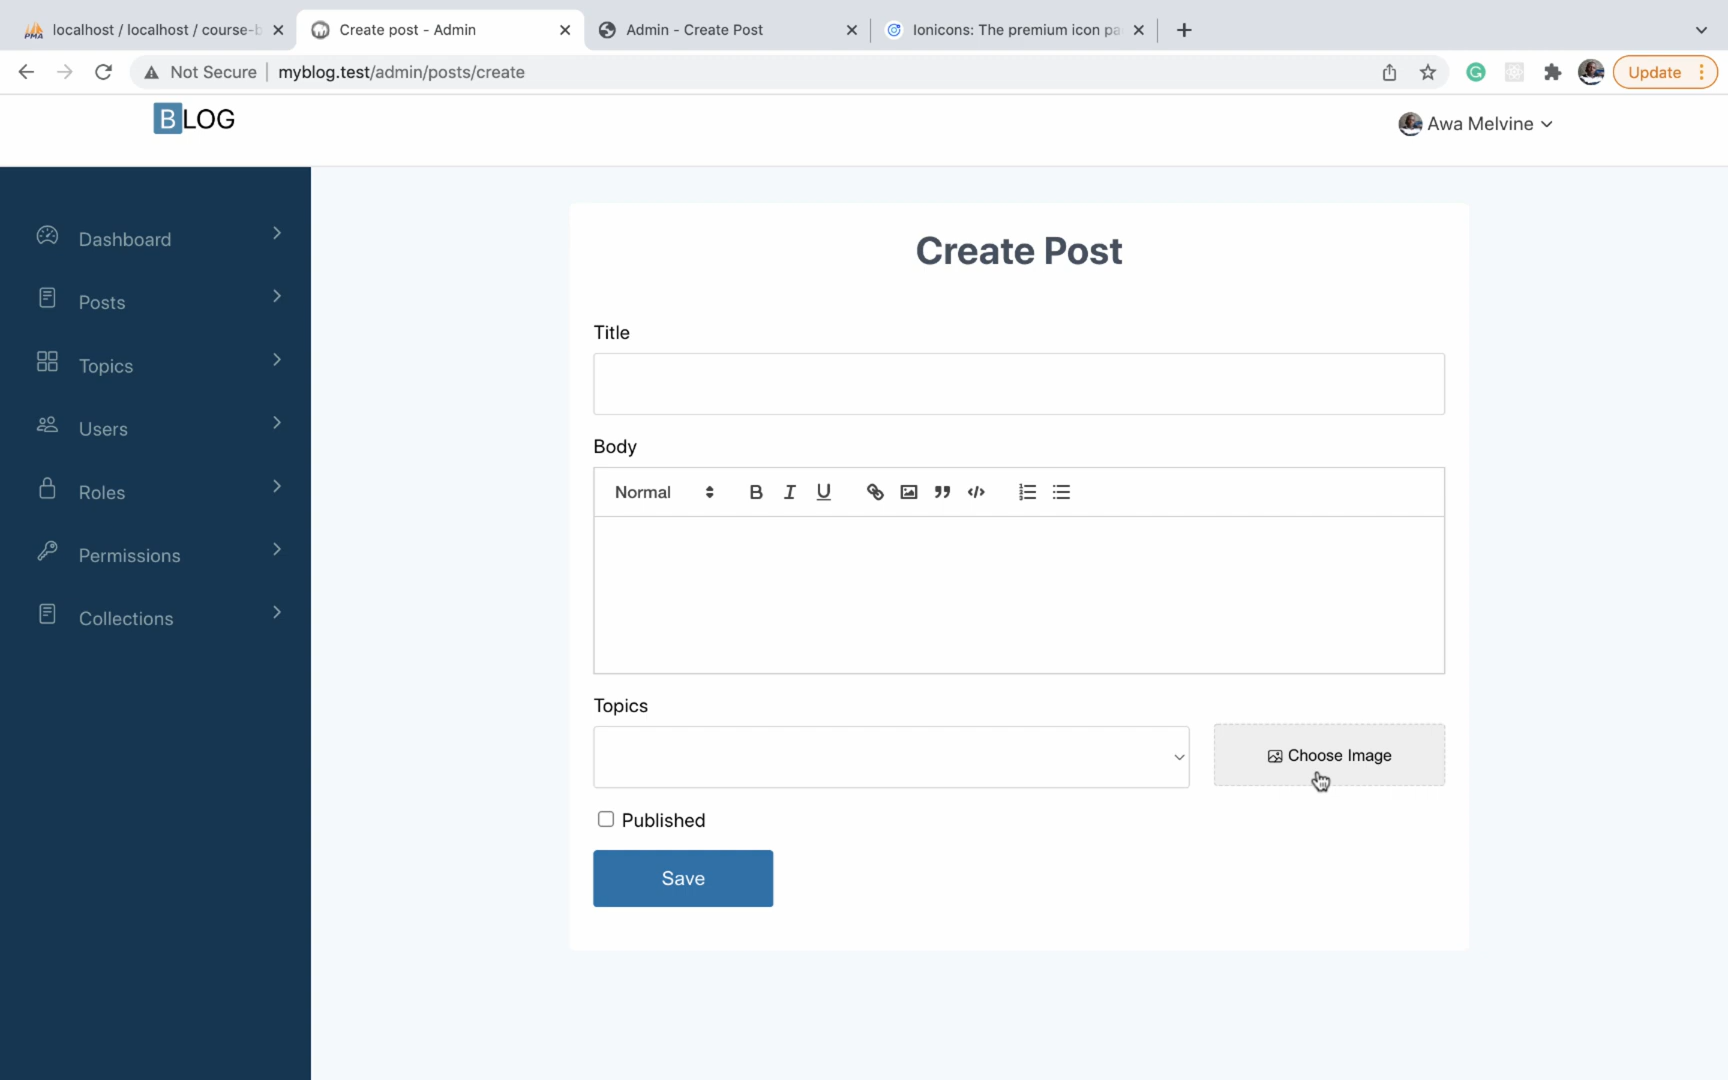 localhost / localhost / course-b
Create post - Admin
Admin - Create Post
Ionicons: The premium icon pa
Not Secure
myblog.test/admin/posts/create
Update
BLOG
Awa Melvine
Dashboard
Posts
Topics
Users
Roles
Permissions
Collections
Create Post
Title
Body
Normal
B I U
Topics
Choose Image
Published
Save